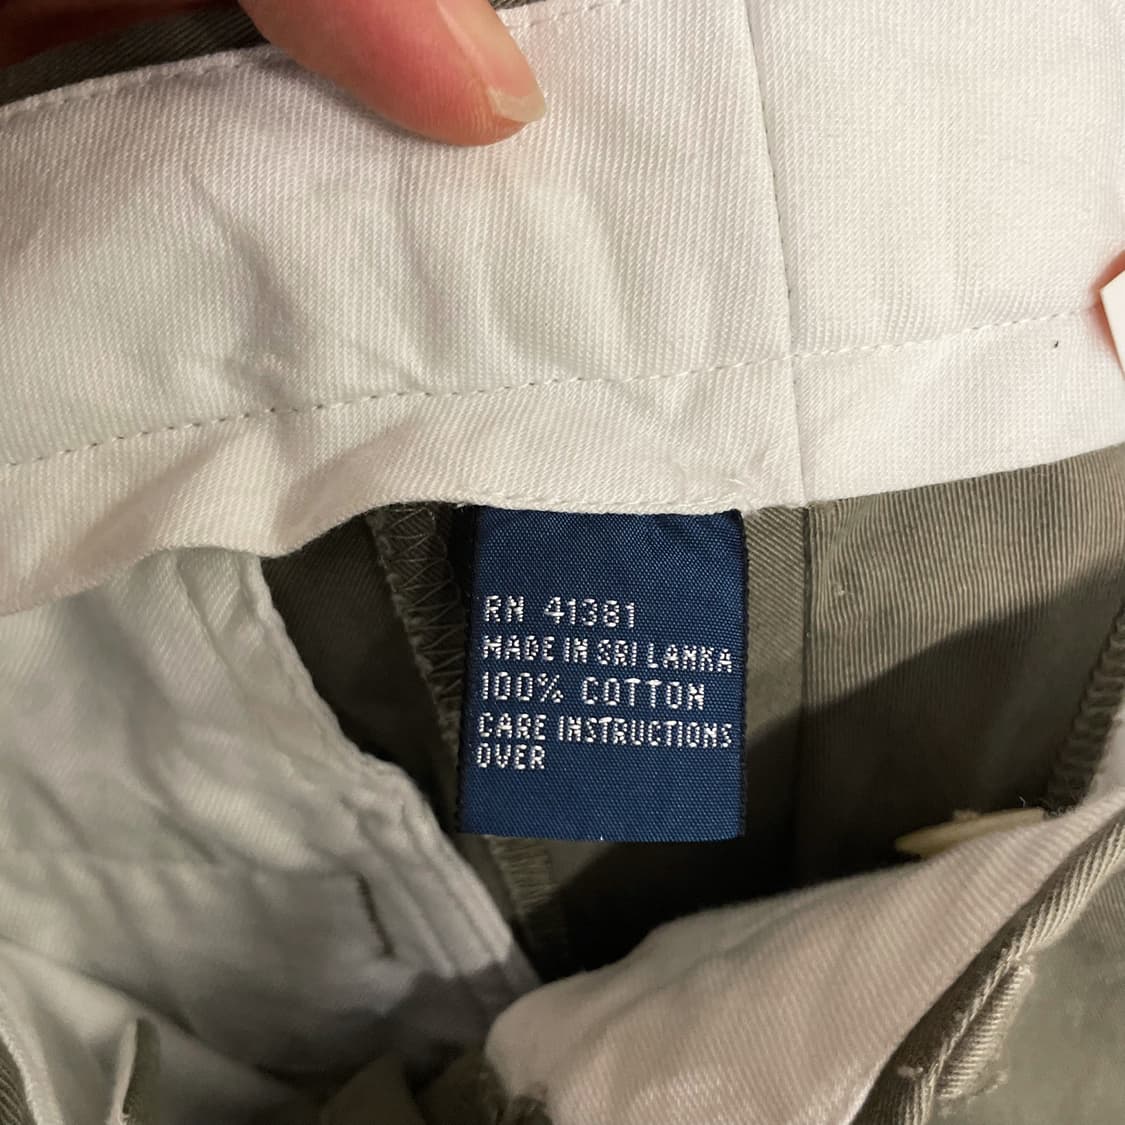 RN 41381
MADE IN SRI LANKA
100% COTTON
CARE INSTRUCTIONS
OVER